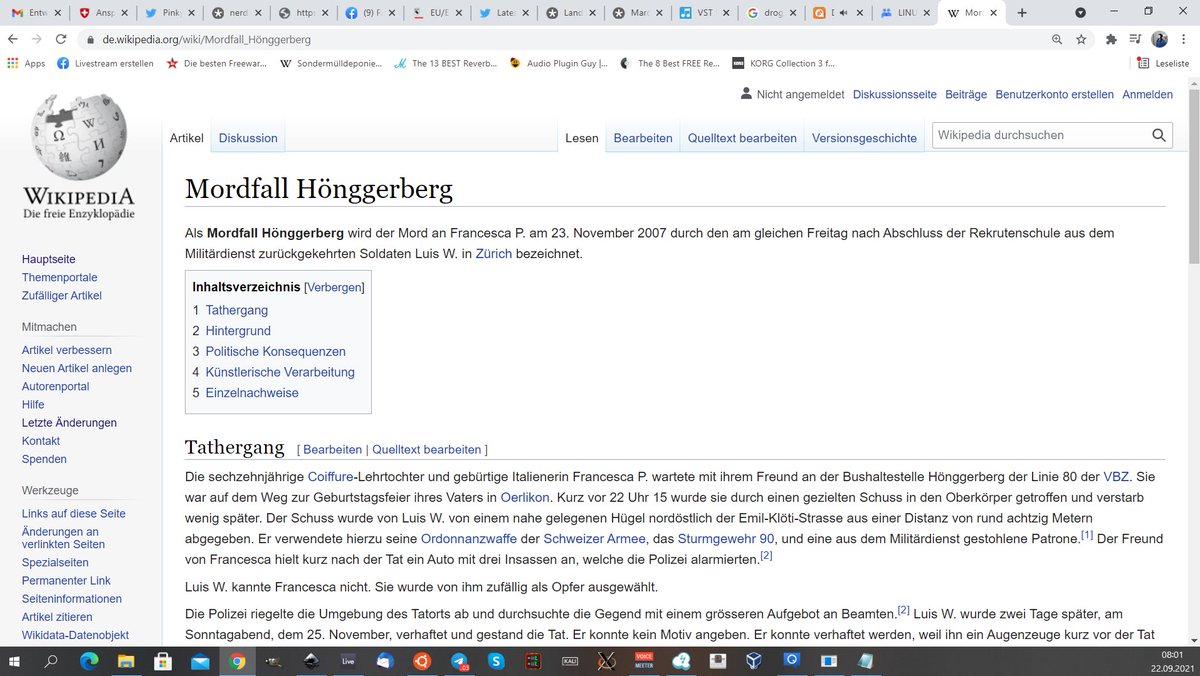 Entw
Ansp
Pinky
nerd
https
(9) F
EU/E
Late
Land
Mar
VST
drog
LINU
Mor
de.wikipedia.org/wiki/Mordfall_Hönggerberg
Apps
Livestream erstellen
Die besten Freewar...
Sondermülldeponie...
The 13 BEST Reverb...
Audio Plugin Guy |...
The 8 Best FREE Re...
KORG Collection 3 f...
Leseliste
Nicht angemeldet Diskussionsseite Beiträge Benutzerkonto erstellen Anmelden
Artikel Diskussion Lesen Bearbeiten Quelltext bearbeiten Versionsgeschichte Wikipedia durchsuchen
WIKIPEDIA
Die freie Enzyklopädie
Hauptseite
Themenportale
Zufälliger Artikel
Mitmachen
Artikel verbessern
Neuen Artikel anlegen
Autorenportal
Hilfe
Letzte Änderungen
Kontakt
Spenden
Werkzeuge
Links auf diese Seite
Änderungen an
verlinkten Seiten
Spezialseiten
Permanenter Link
Seiteninformationen
Artikel zitieren
Wikidata-Datenobjekt
Mordfall Hönggerberg
Als Mordfall Hönggerberg wird der Mord an Francesca P. am 23. November 2007 durch den am gleichen Freitag nach Abschluss der Rekrutenschule aus dem
Militärdienst zurückgekehrten Soldaten Luis W. in Zürich bezeichnet.
Inhaltsverzeichnis [Verbergen]
1 Tathergang
2 Hintergrund
3 Politische Konsequenzen
4 Künstlerische Verarbeitung
5 Einzelnachweise
Tathergang [ Bearbeiten | Quelltext bearbeiten ]
Die sechzehnjährige Coiffure-Lehrtochter und gebürtige Italienerin Francesca P. wartete mit ihrem Freund an der Bushaltestelle Hönggerberg der Linie 80 der VBZ. Sie
war auf dem Weg zur Geburtstagsfeier ihres Vaters in Oerlikon. Kurz vor 22 Uhr 15 wurde sie durch einen gezielten Schuss in den Oberkörper getroffen und verstarb
wenig später. Der Schuss wurde von Luis W. von einem nahe gelegenen Hügel nordöstlich der Emil-Klöti-Strasse aus einer Distanz von rund achtzig Metern
abgegeben. Er verwendete hierzu seine Ordonnanzwaffe der Schweizer Armee, das Sturmgewehr 90, und eine aus dem Militärdienst gestohlene Patrone.[1] Der Freund
von Francesca hielt kurz nach der Tat ein Auto mit drei Insassen an, welche die Polizei alarmierten.[2]
Luis W. kannte Francesca nicht. Sie wurde von ihm zufällig als Opfer ausgewählt.
Die Polizei riegelte die Umgebung des Tatorts ab und durchsuchte die Gegend mit einem grösseren Aufgebot an Beamten.[2] Luis W. wurde zwei Tage später, am
Sonntagabend, dem 25. November, verhaftet und gestand die Tat. Er konnte kein Motiv angeben. Er konnte verhaftet werden, weil ihn ein Augenzeuge kurz vor der Tat
Live
KALI
VOICE
MEETER
08:01
22.09.2021